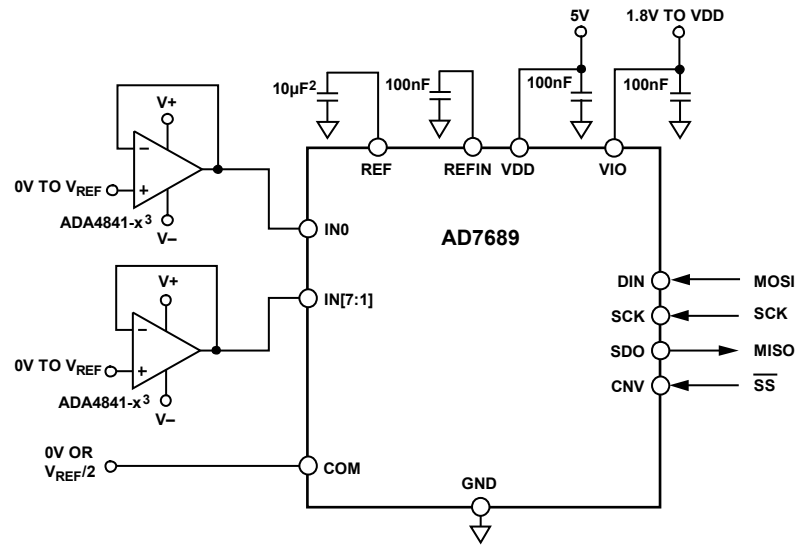 5V
1.8V TO VDD
10µF²
100nF
100nF
100nF
V+
REF
REFIN
VDD
VIO
−
+
0V TO VREF
ADA4841-x³
V−
AD7689
IN0
V+
IN[7:1]
DIN
MOSI
SCK
SCK
−
+
SDO
MISO
0V TO VREF
CNV
SS
ADA4841-x³
V−
0V OR
VREF/2
COM
GND